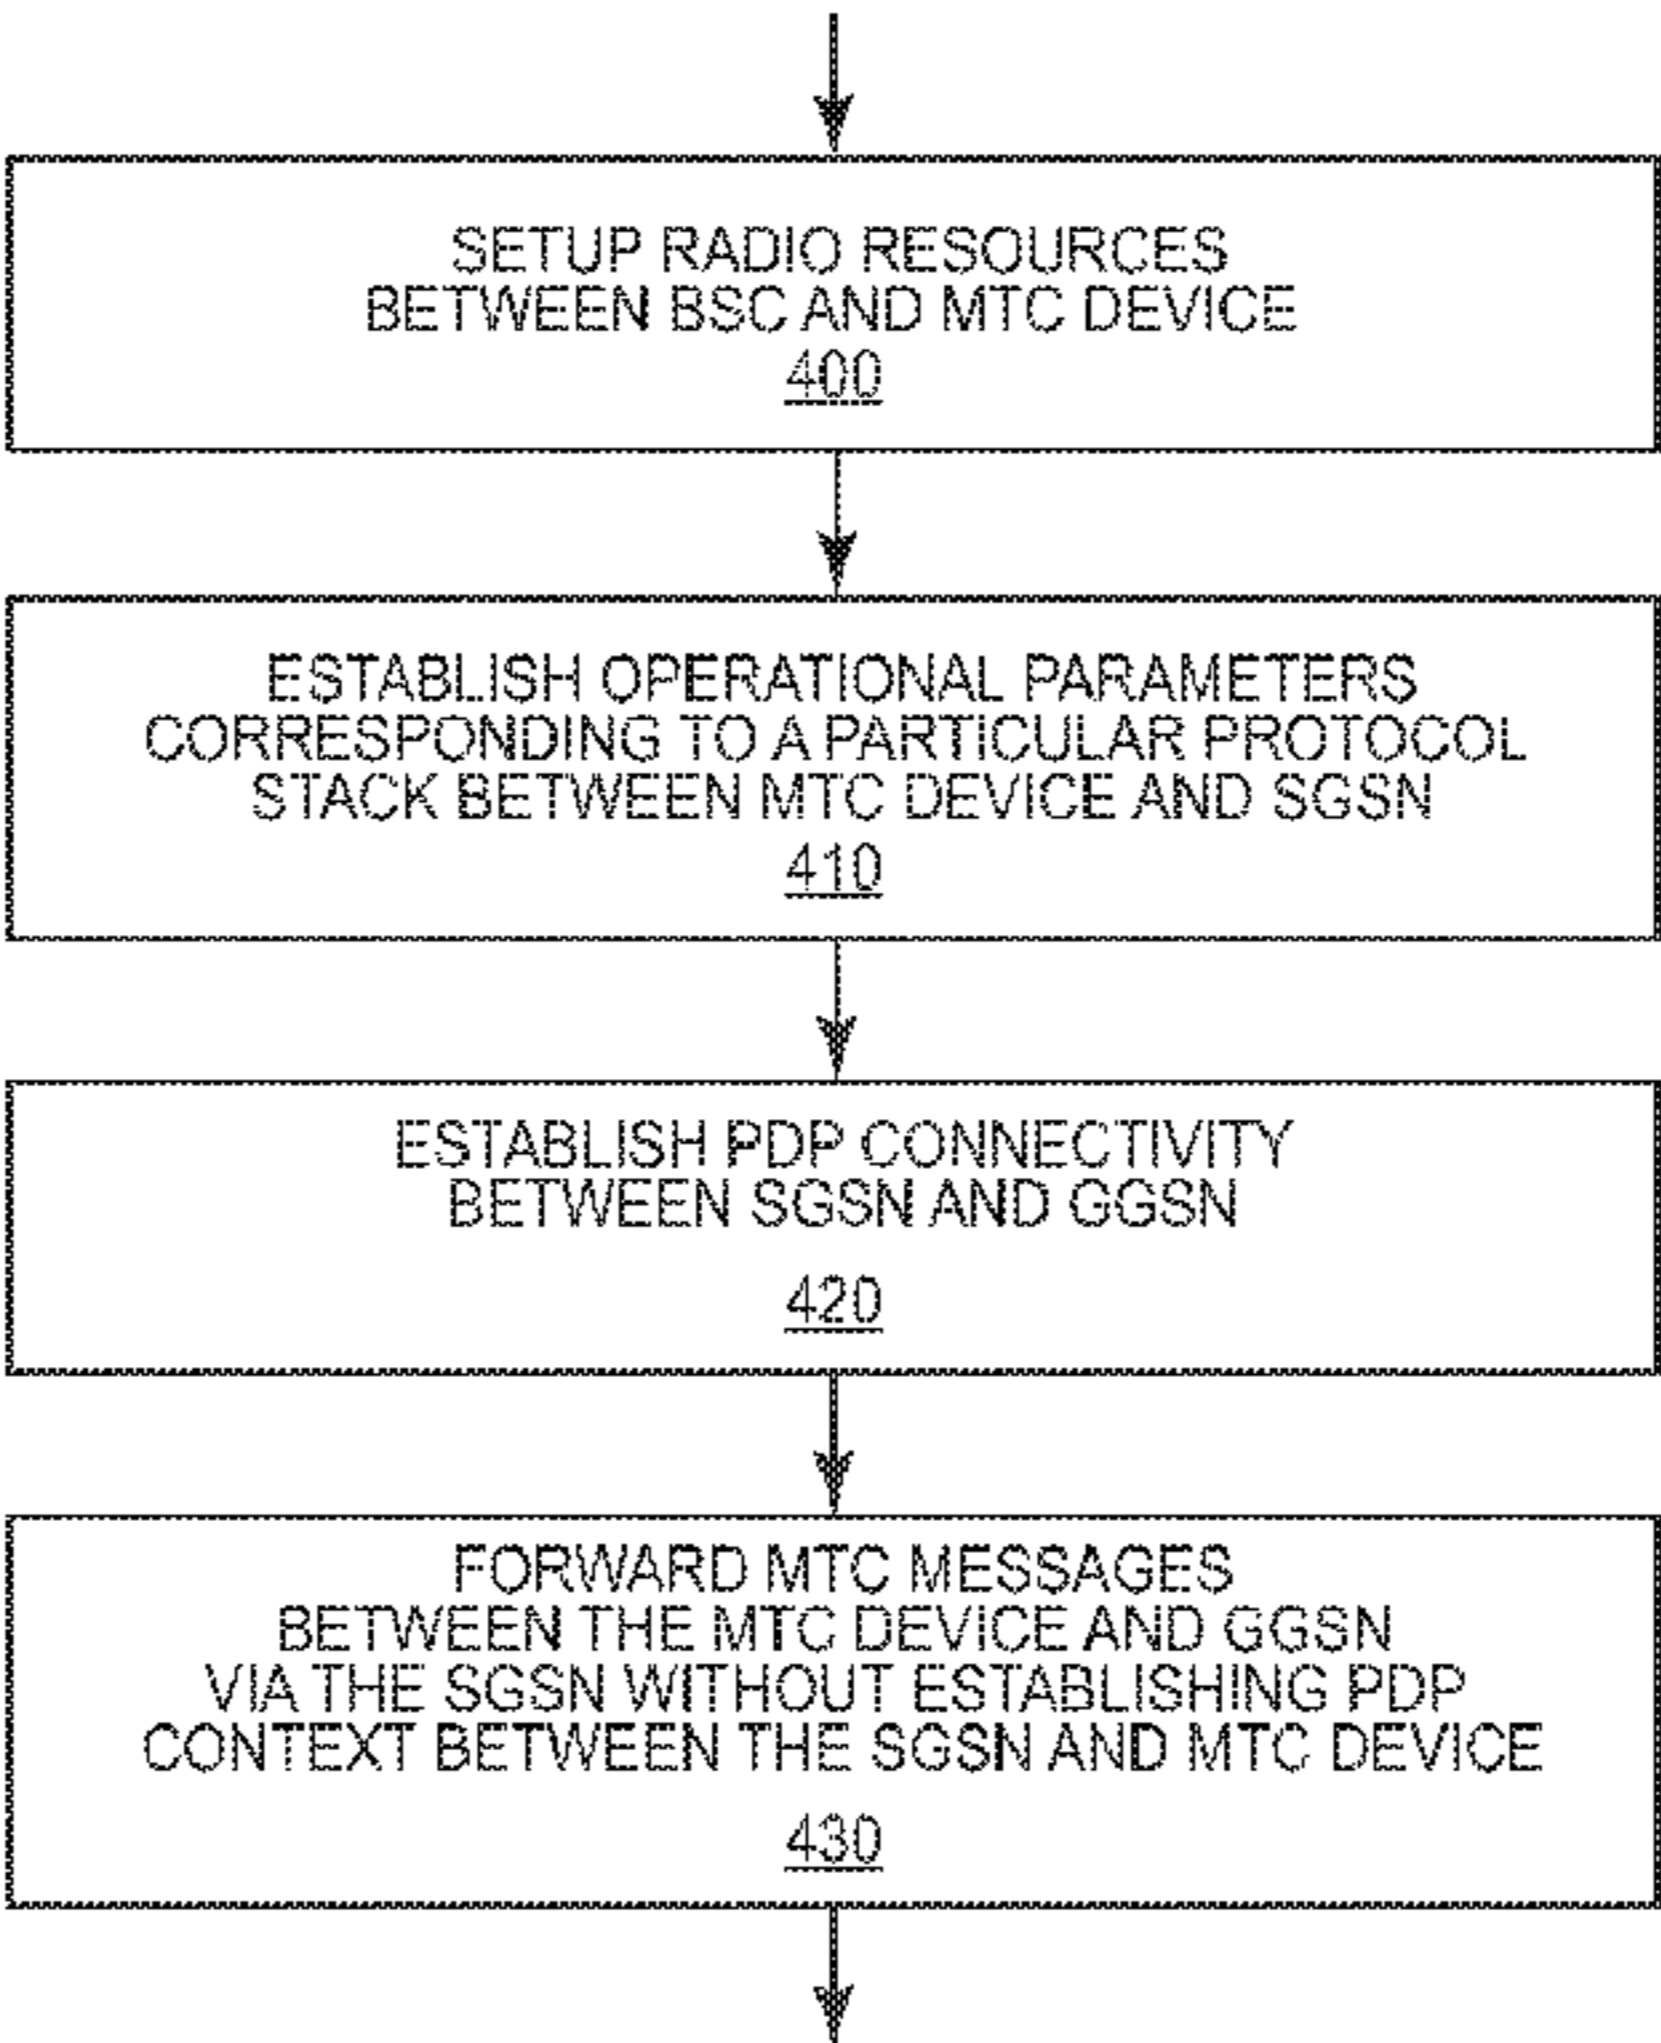 SETUP RADIO RESOURCES
BETWEEN BSC AND MTC DEVICE
400
ESTABLISH OPERATIONAL PARAMETERS
CORRESPONDING TO A PARTICULAR PROTOCOL
STACK BETWEEN MTC DEVICE AND SGSN
410
ESTABLISH PDP CONNECTIVITY
BETWEEN SGSN AND GGSN
420
FORWARD MTC MESSAGES
BETWEEN THE MTC DEVICE AND GGSN
VIA THE SGSN WITHOUT ESTABLISHING PDP
CONTEXT BETWEEN THE SGSN AND MTC DEVICE
430